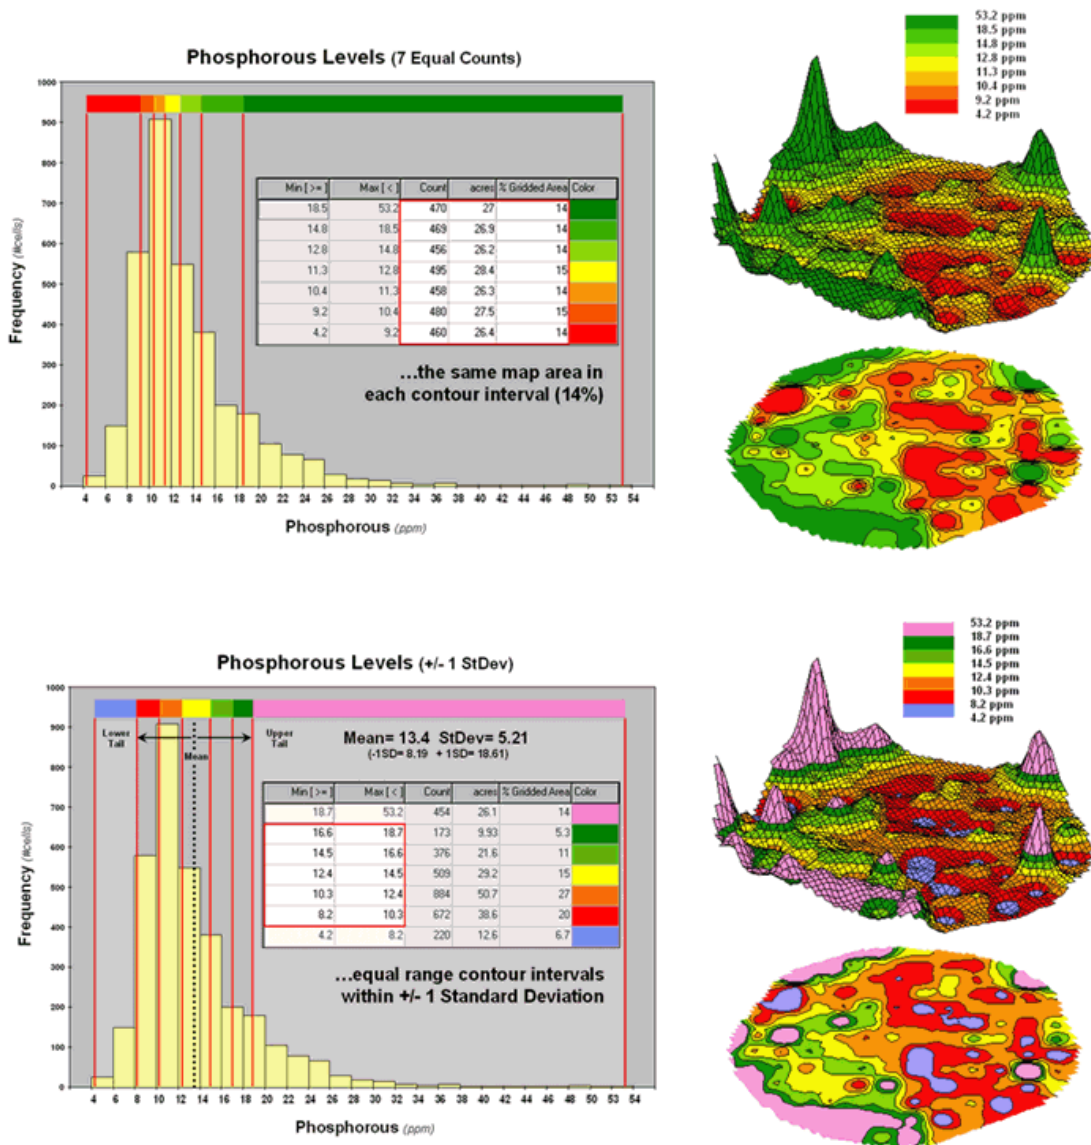 Phosphorous Levels (7 Equal Counts)
1000
900
800
700
600
500
400
300
200
100
0
Frequency (#cells)
Min [ >= ] Max [ < ] Count acres % Gridded Area Color
18.5 53.2 470 27 14
14.8 18.5 469 26.9 14
12.8 14.8 456 26.2 14
11.3 12.8 495 28.4 15
10.4 11.3 458 26.3 14
9.2 10.4 480 27.5 15
4.2 9.2 460 26.4 14
...the same map area in
each contour interval (14%)
4 6 8 10 12 14 16 18 20 22 24 26 28 30 32 34 36 38 40 42 44 46 48 50 52 54
Phosphorous (ppm)
53.2 ppm
18.5 ppm
14.8 ppm
12.8 ppm
11.3 ppm
10.4 ppm
9.2 ppm
4.2 ppm
Phosphorous Levels (+/- 1 StDev)
1000
900
800
700
600
500
400
300
200
100
0
Frequency (#cells)
Lower
Tail
Mean
Upper
Tail
Mean= 13.4 StDev= 5.21
(-1SD= 8.19 + 1SD= 18.61)
Min [ >= ] Max [ < ] Count acres % Gridded Area Color
18.7 53.2 454 26.1 14
16.6 18.7 173 9.93 5.3
14.5 16.6 376 21.6 11
12.4 14.5 509 29.2 15
10.3 12.4 884 50.7 27
8.2 10.3 672 38.6 20
4.2 8.2 220 12.6 6.7
...equal range contour intervals
within +/- 1 Standard Deviation
4 6 8 10 12 14 16 18 20 22 24 26 28 30 32 34 36 38 40 42 44 46 48 50 52 54
Phosphorous (ppm)
53.2 ppm
18.7 ppm
16.6 ppm
14.5 ppm
12.4 ppm
10.3 ppm
8.2 ppm
4.2 ppm